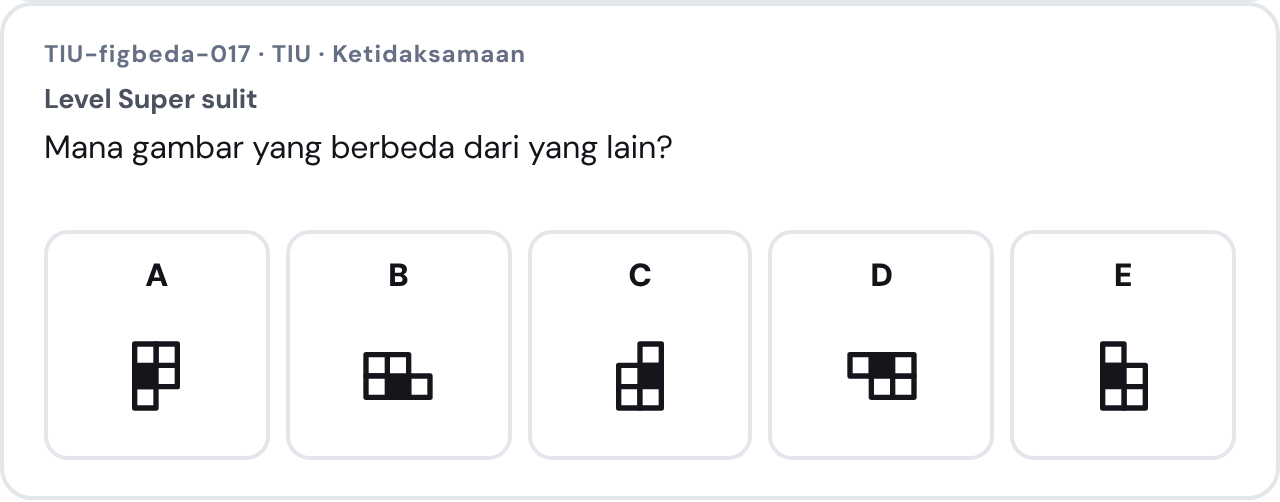 TIU-figbeda-017 · TIU · Ketidaksamaan
Level Super sulit
Mana gambar yang berbeda dari yang lain?
A B C D E